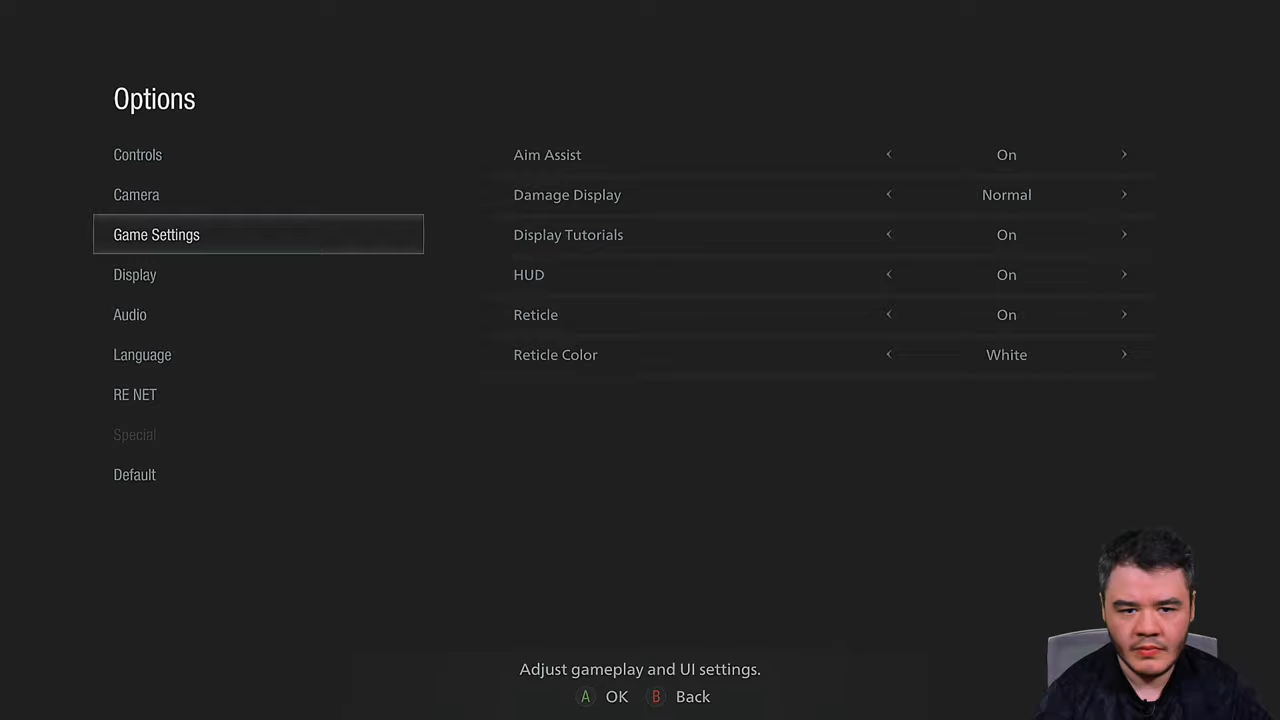 Options
Controls
Camera
Game Settings
Display
Audio
Language
RE NET
Special
Default
Aim Assist On
Damage Display Normal
Display Tutorials On
HUD On
Reticle On
Reticle Color White
Adjust gameplay and UI settings.
A OK B Back